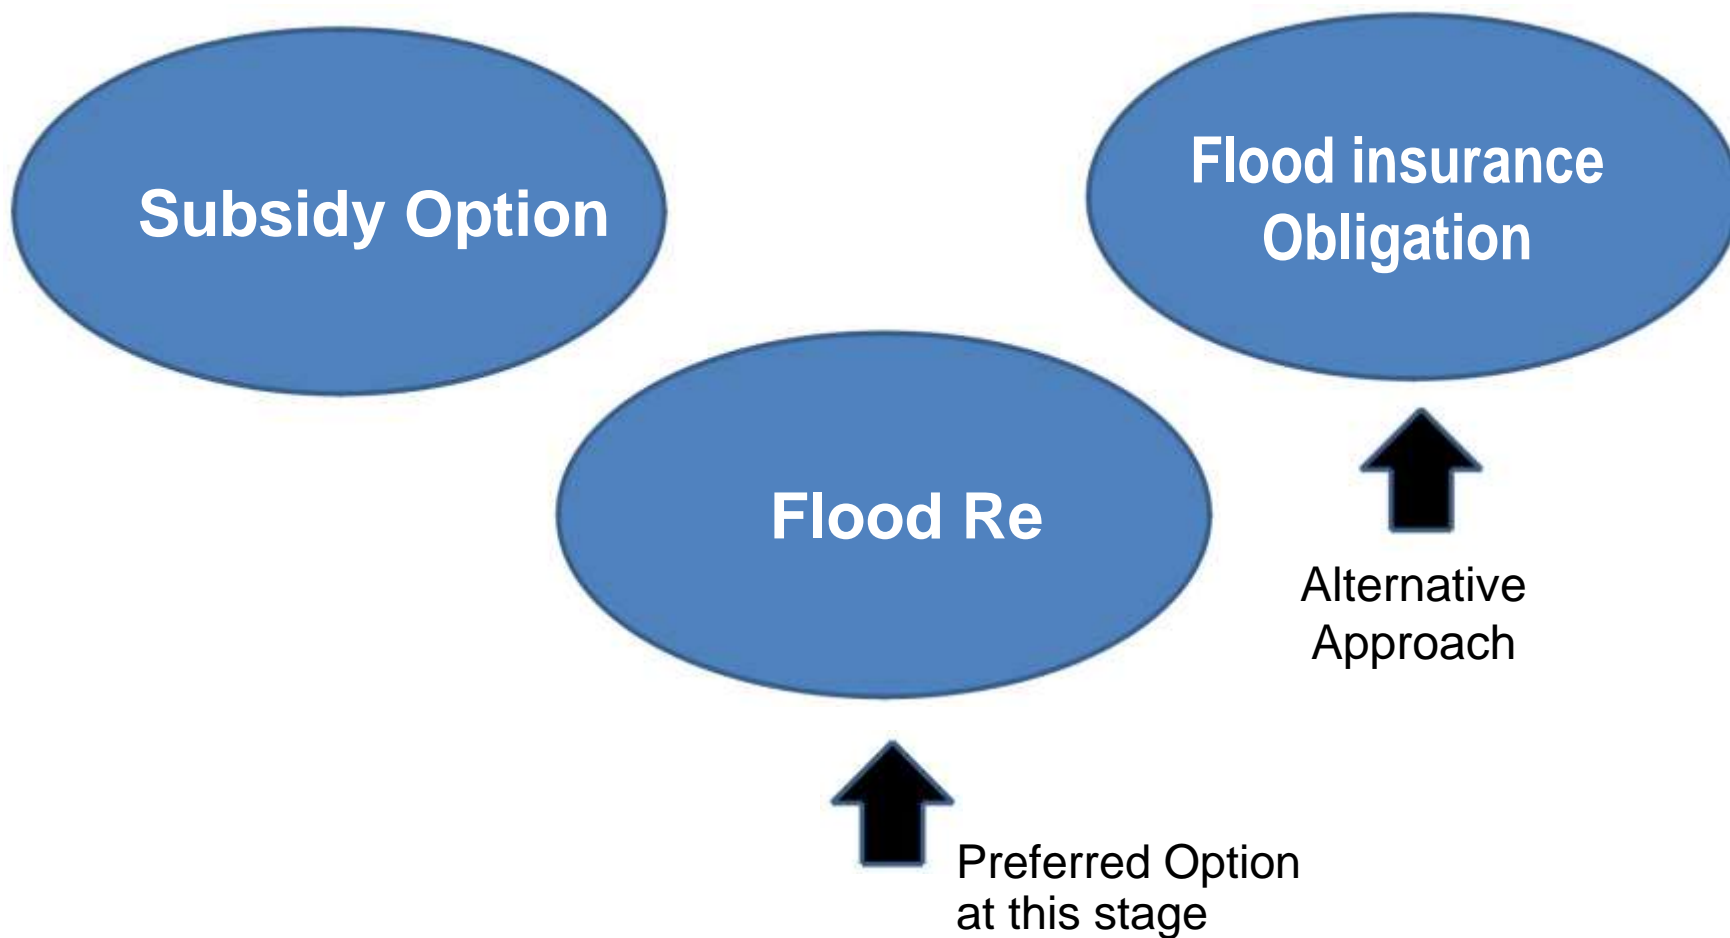 Subsidy Option
Flood insurance
Obligation
Flood Re
Alternative
Approach
Preferred Option
at this stage